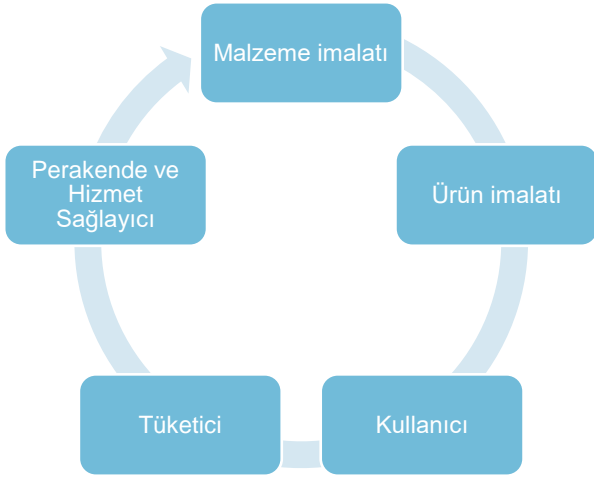 Malzeme imalatı
Ürün imalatı
Kullanıcı
Tüketici
Perakende ve
Hizmet
Sağlayıcı